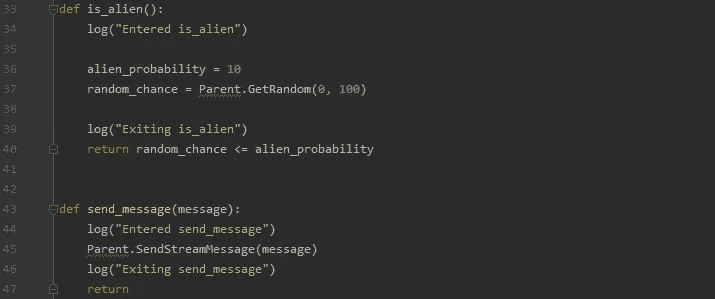 33 def is_alien():
34     log("Entered is_alien")
35
36     alien_probability = 10
37     random_chance = Parent.GetRandom(0, 100)
38
39     log("Exiting is_alien")
40     return random_chance <= alien_probability
41
42
43 def send_message(message):
44     log("Entered send_message")
45     Parent.SendStreamMessage(message)
46     log("Exiting send_message")
47     return